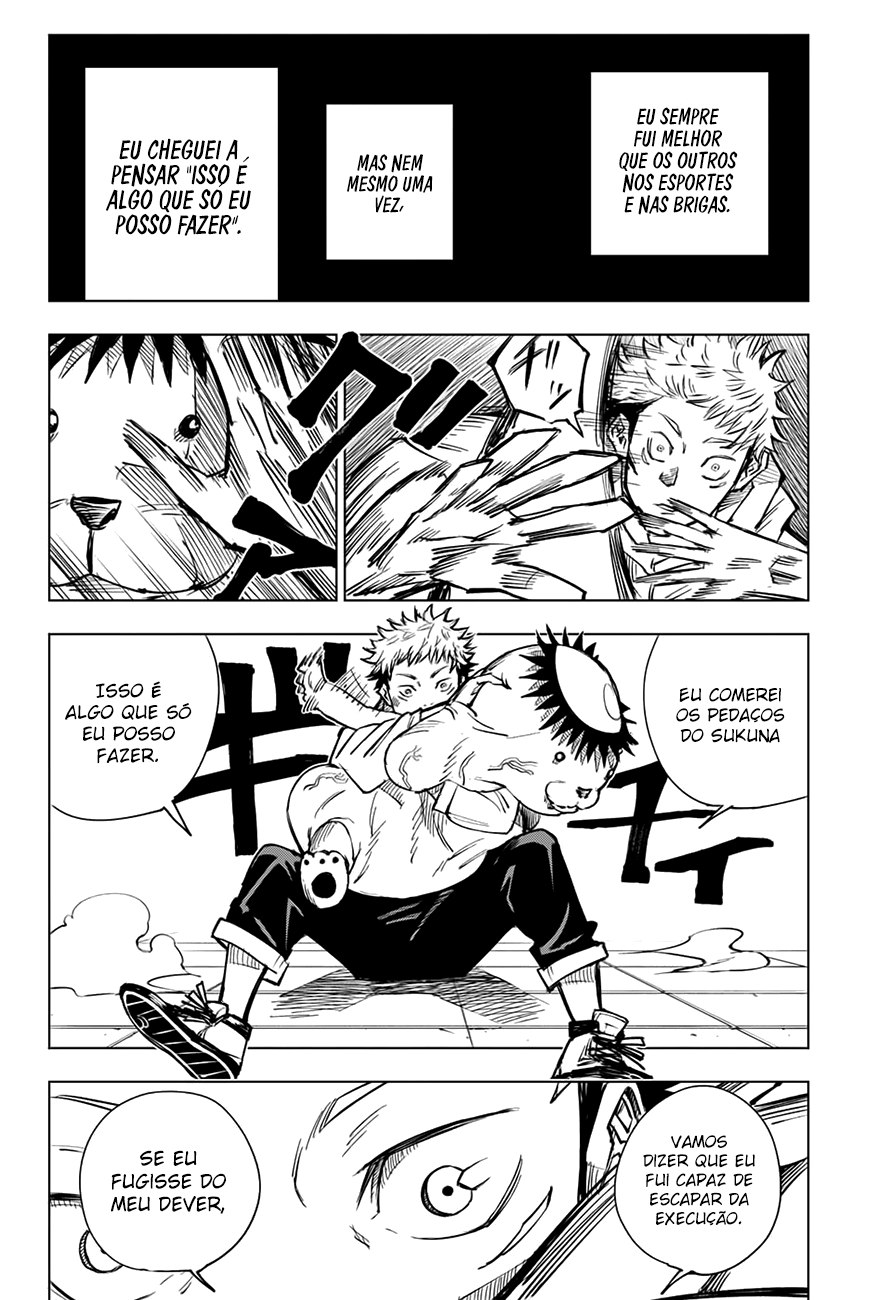 EU SEMPRE
FUI MELHOR
QUE OS OUTROS
NOS ESPORTES
E NAS BRIGAS.
MAS NEM
MESMO UMA
VEZ,
EU CHEGUEI A
PENSAR "ISSO É
ALGO QUE SÓ EU
POSSO FAZER".
グッ
EU COMEREI
OS PEDAÇOS
DO SUKUNA
ISSO É
ALGO QUE SÓ
EU POSSO
FAZER.
VAMOS
DIZER QUE EU
FUI CAPAZ DE
ESCAPAR DA
EXECUÇÃO.
SE EU
FUGISSE DO
MEU DEVER,